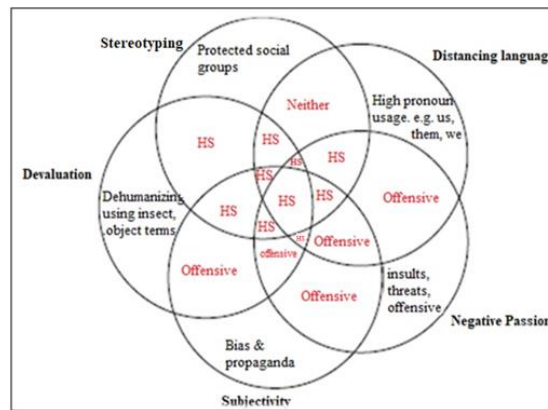 Stereotyping
Protected social
groups
Distancing language
Neither
High pronoun
usage. e.g. us,
them, we
HS
HS
HS
HS
HS
Devaluation
Dehumanizing
using insect,
object terms
HS
HS
HS
Offensive
HS
HS
Offensive
offensive
Offensive
Offensive
insults,
threats,
offensive
Negative Passion
Bias &
propaganda
Subjectivity